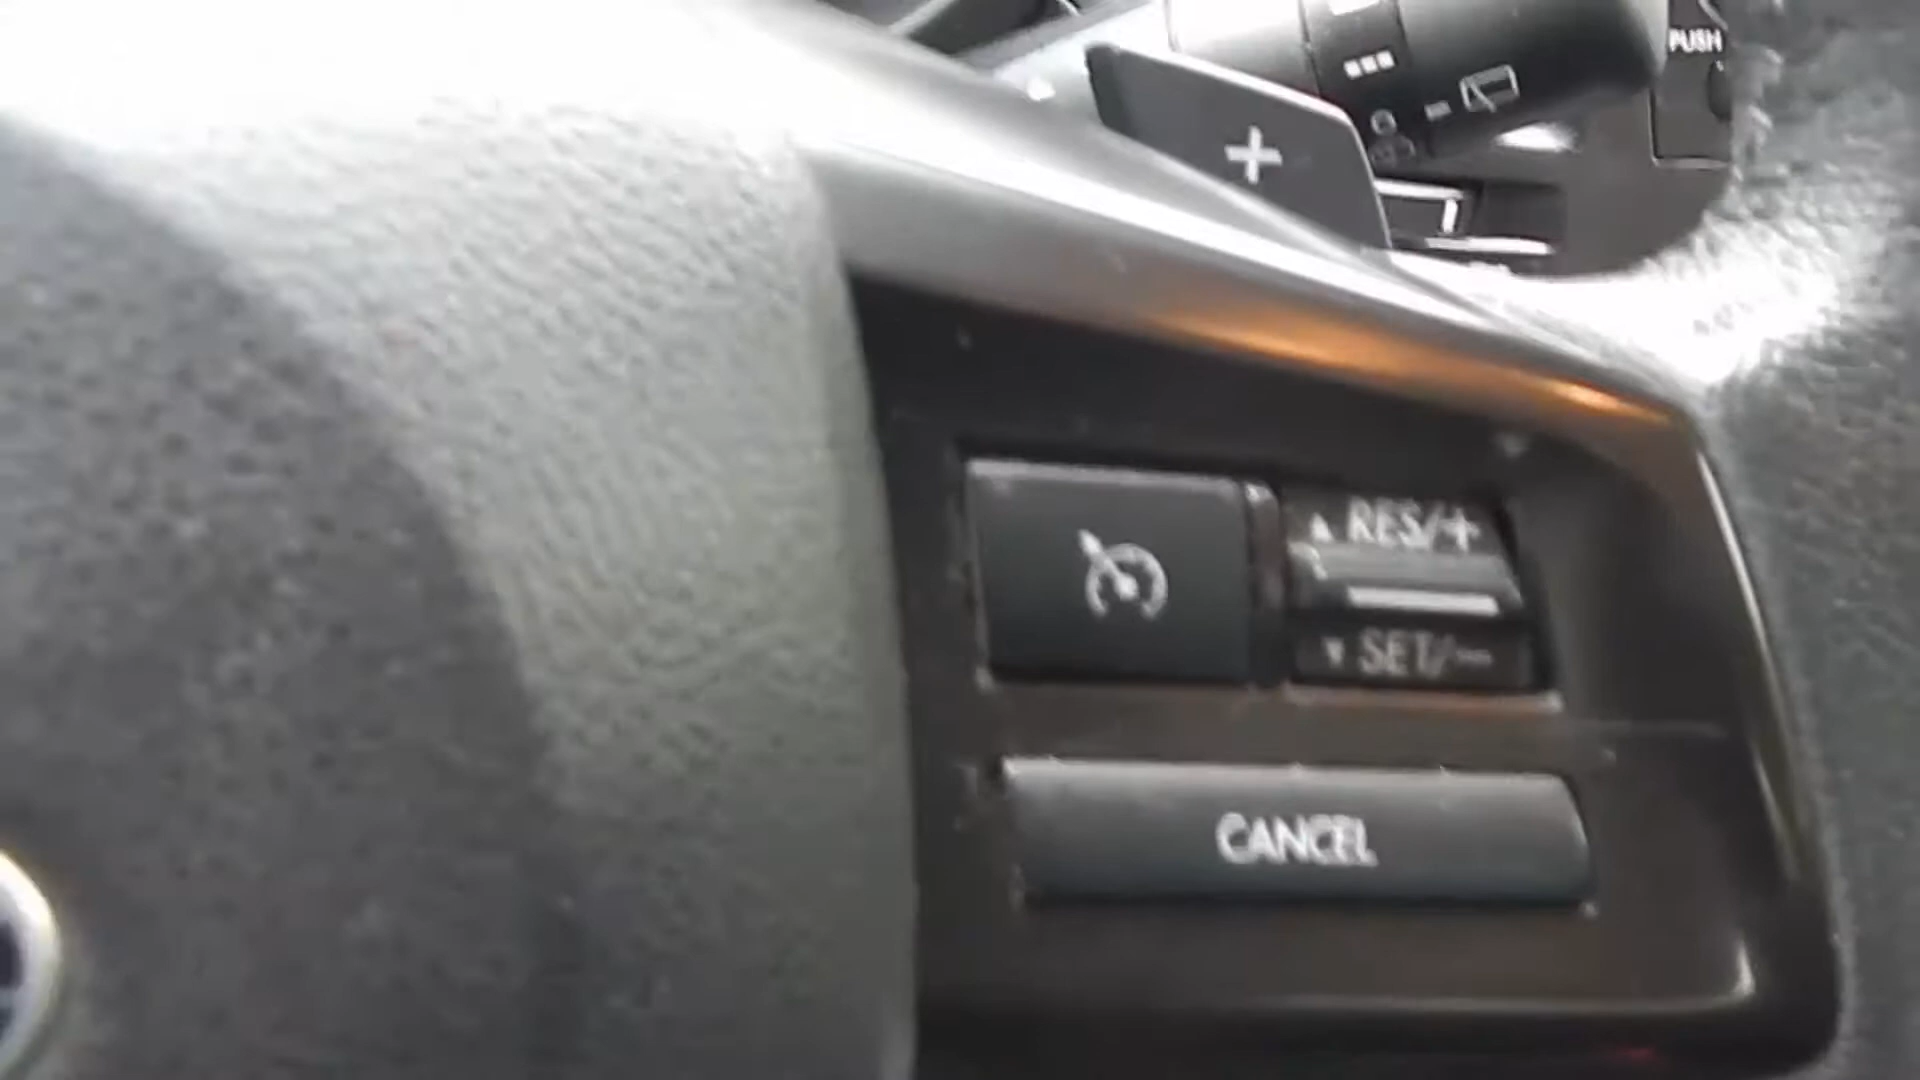 PUSH
+
▲ RES/+
▼ SET/−
CANCEL